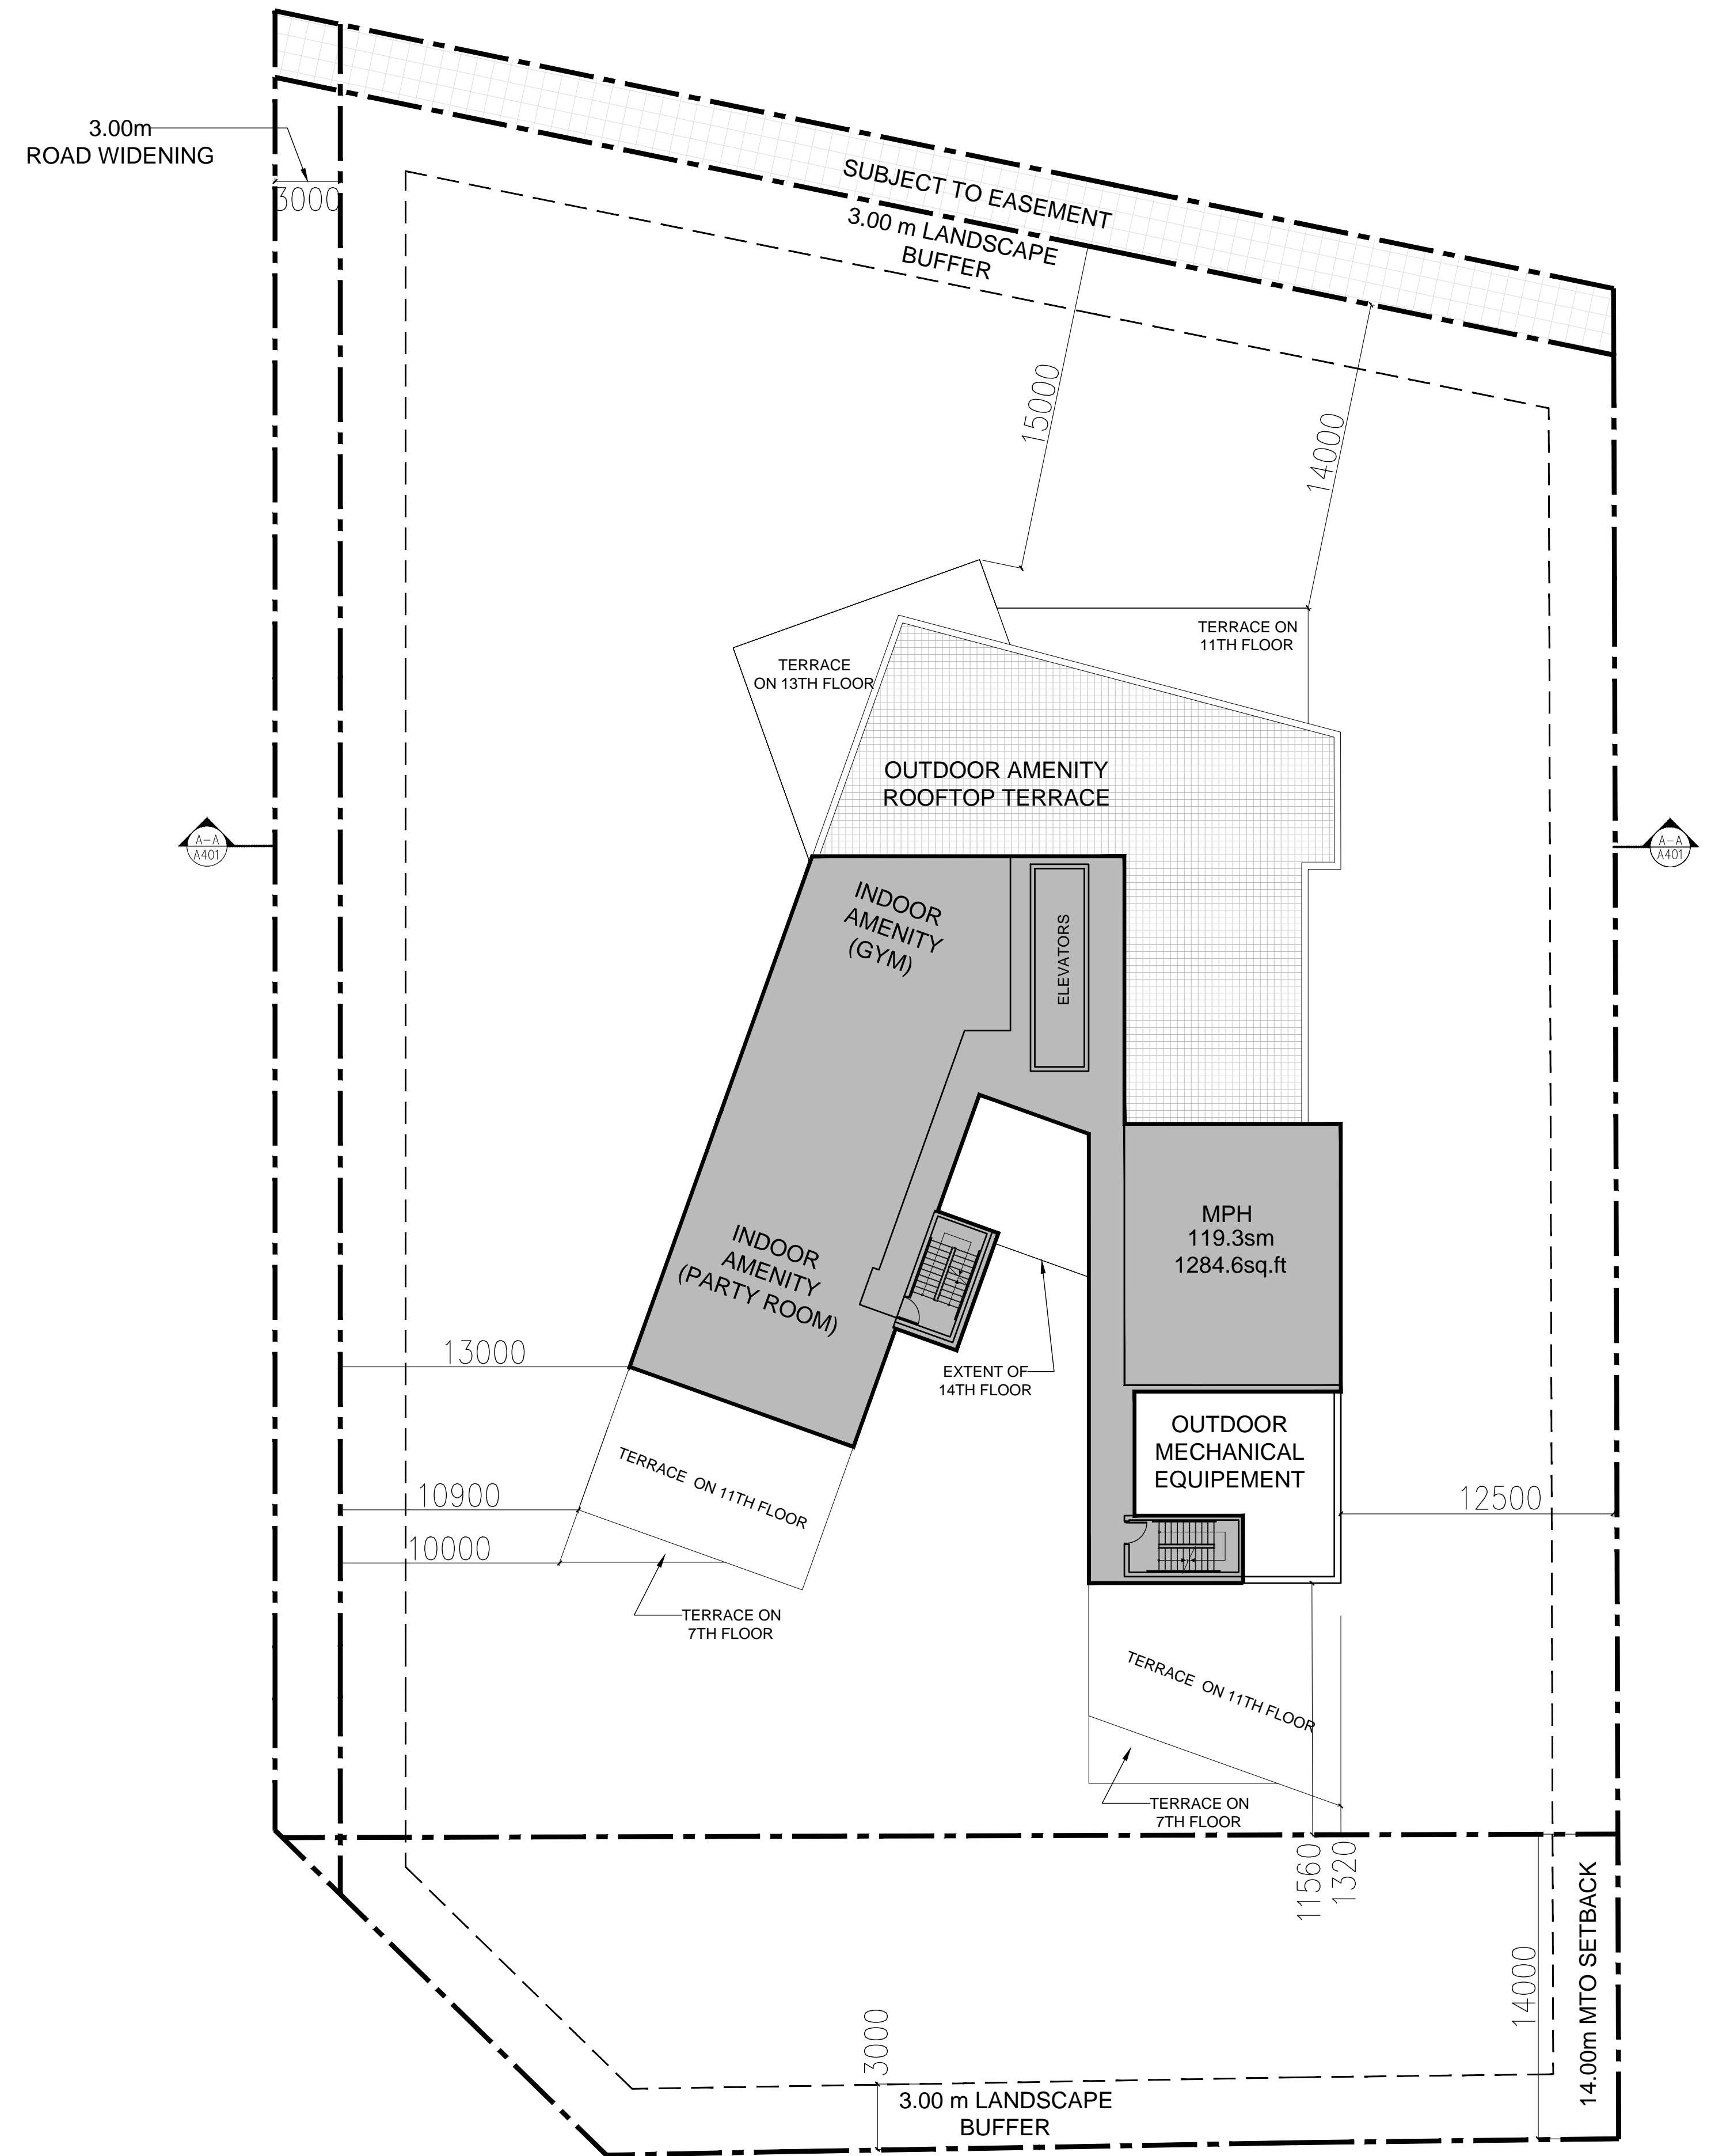 3.00m
ROAD WIDENING
3000
SUBJECT TO EASEMENT
3.00 m LANDSCAPE
BUFFER
15000
14000
TERRACE ON
11TH FLOOR
TERRACE
ON 13TH FLOOR
OUTDOOR AMENITY
ROOFTOP TERRACE
A-A
A401
A-A
A401
INDOOR
AMENITY
(GYM)
ELEVATORS
MPH
119.3sm
1284.6sq.ft
INDOOR
AMENITY
(PARTY ROOM)
13000
EXTENT OF
14TH FLOOR
OUTDOOR
MECHANICAL
EQUIPEMENT
TERRACE ON 11TH FLOOR
10900
12500
10000
TERRACE ON
7TH FLOOR
TERRACE ON 11TH FLOOR
TERRACE ON
7TH FLOOR
11560
1320
14000
14.00m MTO SETBACK
3000
3.00 m LANDSCAPE
BUFFER